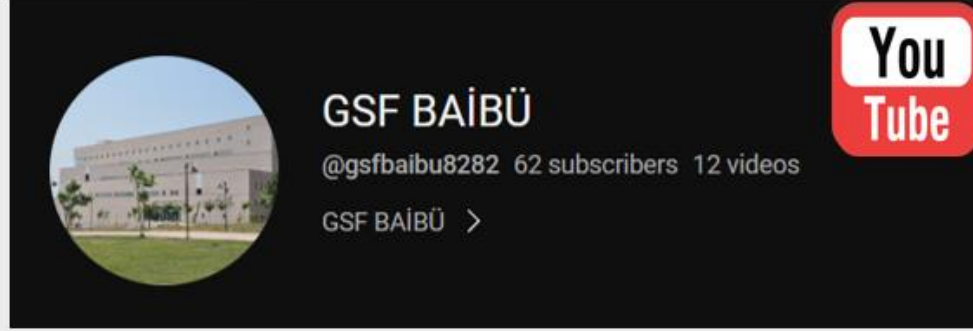 GSF BAİBÜ
@gsfbaibu8282 62 subscribers 12 videos
GSF BAİBÜ >
You
Tube